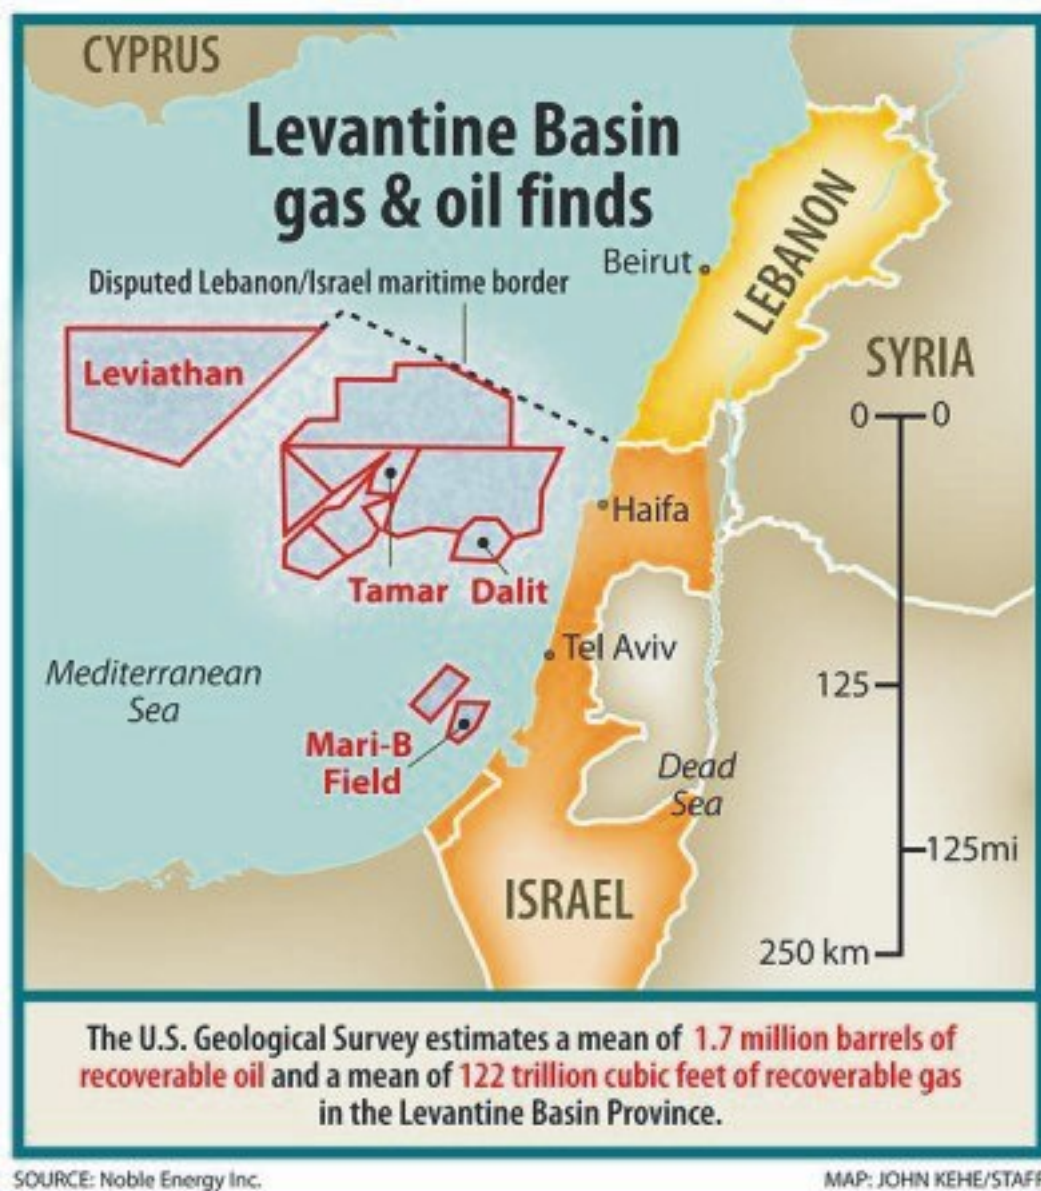 CYPRUS
Levantine Basin
gas & oil finds
Disputed Lebanon/Israel maritime border
Beirut
LEBANON
SYRIA
Leviathan
0
0
Haifa
Tamar
Dalit
Tel Aviv
Mediterranean
Sea
125
Mari-B
Field
Dead
Sea
125mi
ISRAEL
250 km
The U.S. Geological Survey estimates a mean of 1.7 million barrels of
recoverable oil and a mean of 122 trillion cubic feet of recoverable gas
in the Levantine Basin Province.
SOURCE: Noble Energy Inc.
MAP: JOHN KEHE/STAFF